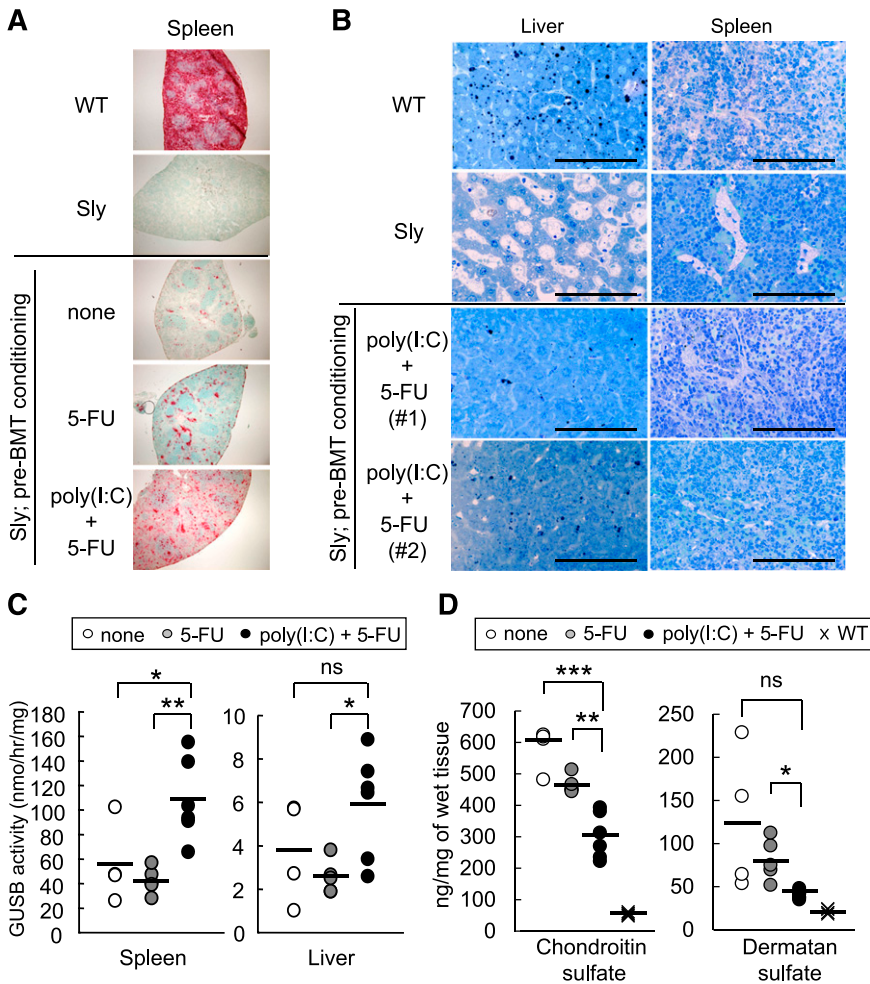 A
Spleen
WT
Sly
Sly; pre-BMT conditioning
none
5-FU
poly(I:C)
+
5-FU
B
Liver
Spleen
WT
Sly
Sly; pre-BMT conditioning
poly(I:C)
+
5-FU
(#1)
poly(I:C)
+
5-FU
(#2)
C
none 5-FU poly(I:C) + 5-FU
GUSB activity (nmo/hr/mg)
*
**
180
160
140
120
100
80
60
40
20
0
Spleen
ns
*
10
8
6
4
2
0
Liver
D
none 5-FU poly(I:C) + 5-FU WT
ng/mg of wet tissue
***
**
700
600
500
400
300
200
100
0
Chondroitin
sulfate
ns
*
250
200
150
100
50
0
Dermatan
sulfate